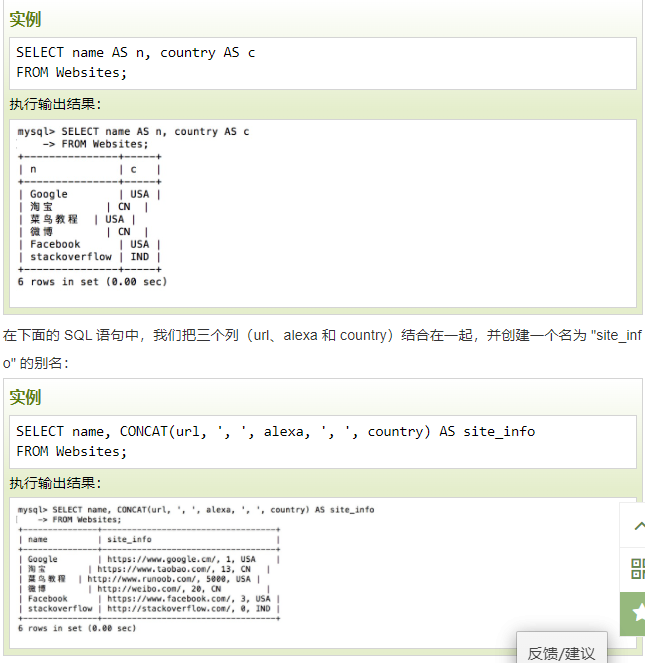 实例
SELECT name AS n, country AS c
FROM Websites;
执行输出结果：
mysql> SELECT name AS n, country AS c
    -> FROM Websites;
+---------------+-----+
| n             | c   |
+---------------+-----+
| Google        | USA |
| 淘宝        | CN  |
| 菜鸟教程  | USA |
| 微博        | CN  |
| Facebook      | USA |
| stackoverflow | IND |
+---------------+-----+
6 rows in set (0.00 sec)
在下面的 SQL 语句中，我们把三个列（url、alexa 和 country）结合在一起，并创建一个名为 "site_inf
o" 的别名：
实例
SELECT name, CONCAT(url, ', ', alexa, ', ', country) AS site_info
FROM Websites;
执行输出结果：
mysql> SELECT name, CONCAT(url, ', ', alexa, ', ', country) AS site_info
    -> FROM Websites;
+---------------+-----------------------------------+
| name          | site_info                         |
+---------------+-----------------------------------+
| Google        | https://www.google.cm/, 1, USA    |
| 淘宝        | https://www.taobao.com/, 13, CN   |
| 菜鸟教程  | http://www.runoob.com/, 5000, USA |
| 微博        | http://weibo.com/, 20, CN         |
| Facebook      | https://www.facebook.com/, 3, USA |
| stackoverflow | http://stackoverflow.com/, 0, IND |
+---------------+-----------------------------------+
6 rows in set (0.00 sec)
反馈/建议